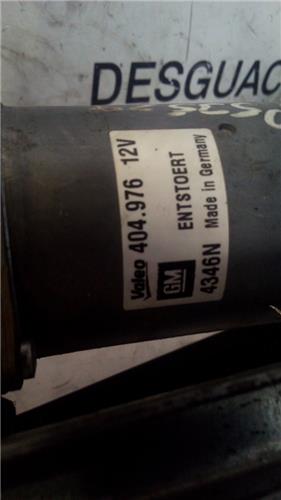 DESGUAC
Valeo 404.976 12V
GM ENTSTOERT
4346N Made in Germany